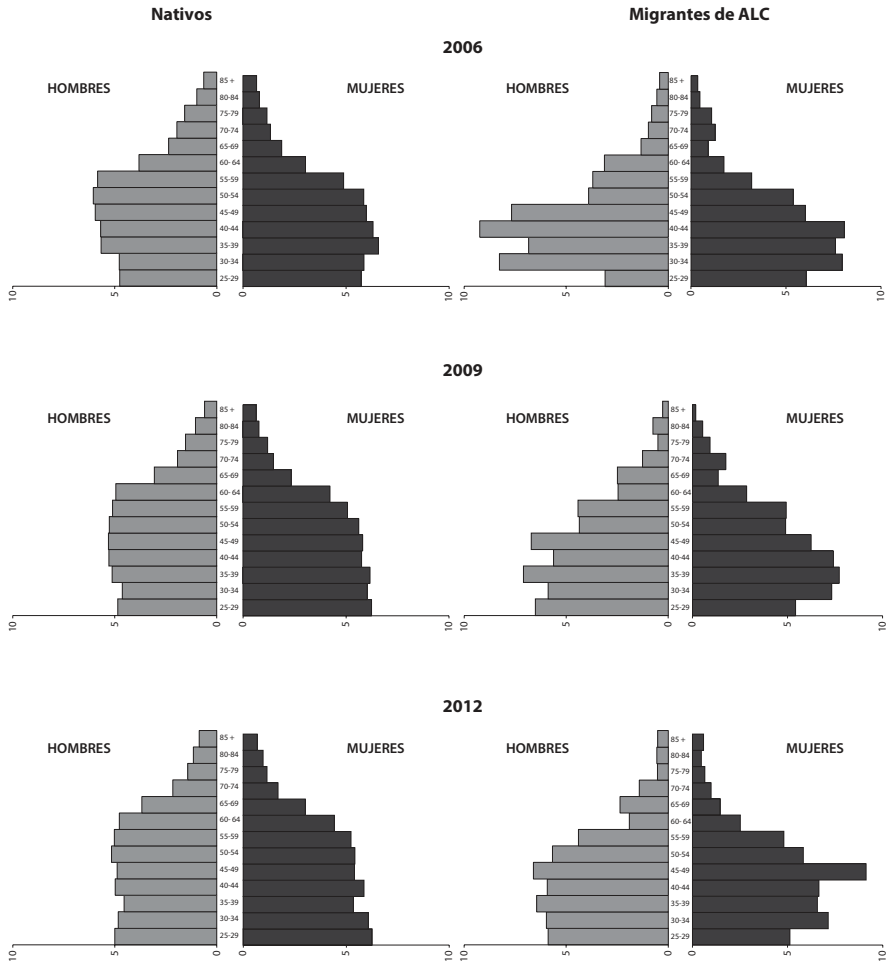 Nativos Migrantes de ALC
2006
HOMBRES MUJERES HOMBRES MUJERES
85 + 85 +
80-84 80-84
75-79 75-79
70-74 70-74
65-69 65-69
60- 64 60- 64
55-59 55-59
50-54 50-54
45-49 45-49
40-44 40-44
35-39 35-39
30-34 30-34
25-29 25-29
10 5 0 0 5 10 10 5 0 0 5 10
2009
HOMBRES MUJERES HOMBRES MUJERES
85 + 85 +
80-84 80-84
75-79 75-79
70-74 70-74
65-69 65-69
60- 64 60- 64
55-59 55-59
50-54 50-54
45-49 45-49
40-44 40-44
35-39 35-39
30-34 30-34
25-29 25-29
10 5 0 0 5 10 10 5 0 0 5 10
2012
HOMBRES MUJERES HOMBRES MUJERES
85 + 85 +
80-84 80-84
75-79 75-79
70-74 70-74
65-69 65-69
60- 64 60- 64
55-59 55-59
50-54 50-54
45-49 45-49
40-44 40-44
35-39 35-39
30-34 30-34
25-29 25-29
10 5 0 0 5 10 10 5 0 0 5 10